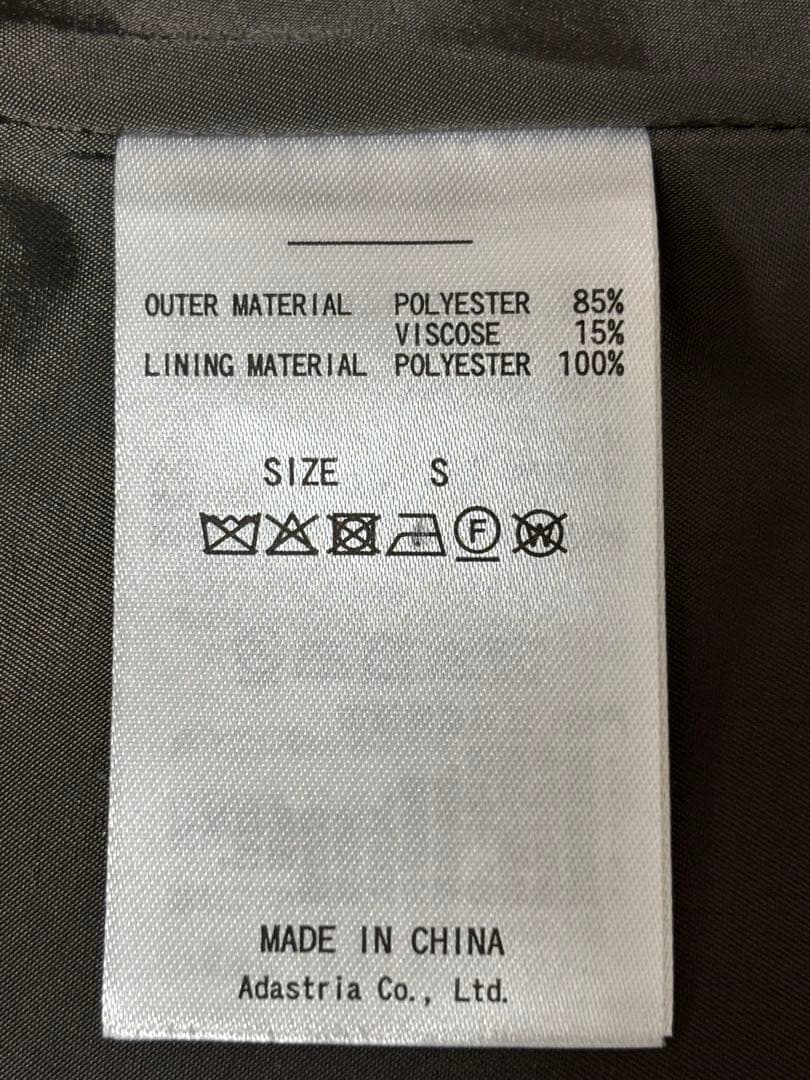 OUTER MATERIAL POLYESTER 85%
VISCOSE 15%
LINING MATERIAL POLYESTER 100%
SIZE S
F W
MADE IN CHINA
Adastria Co., Ltd.